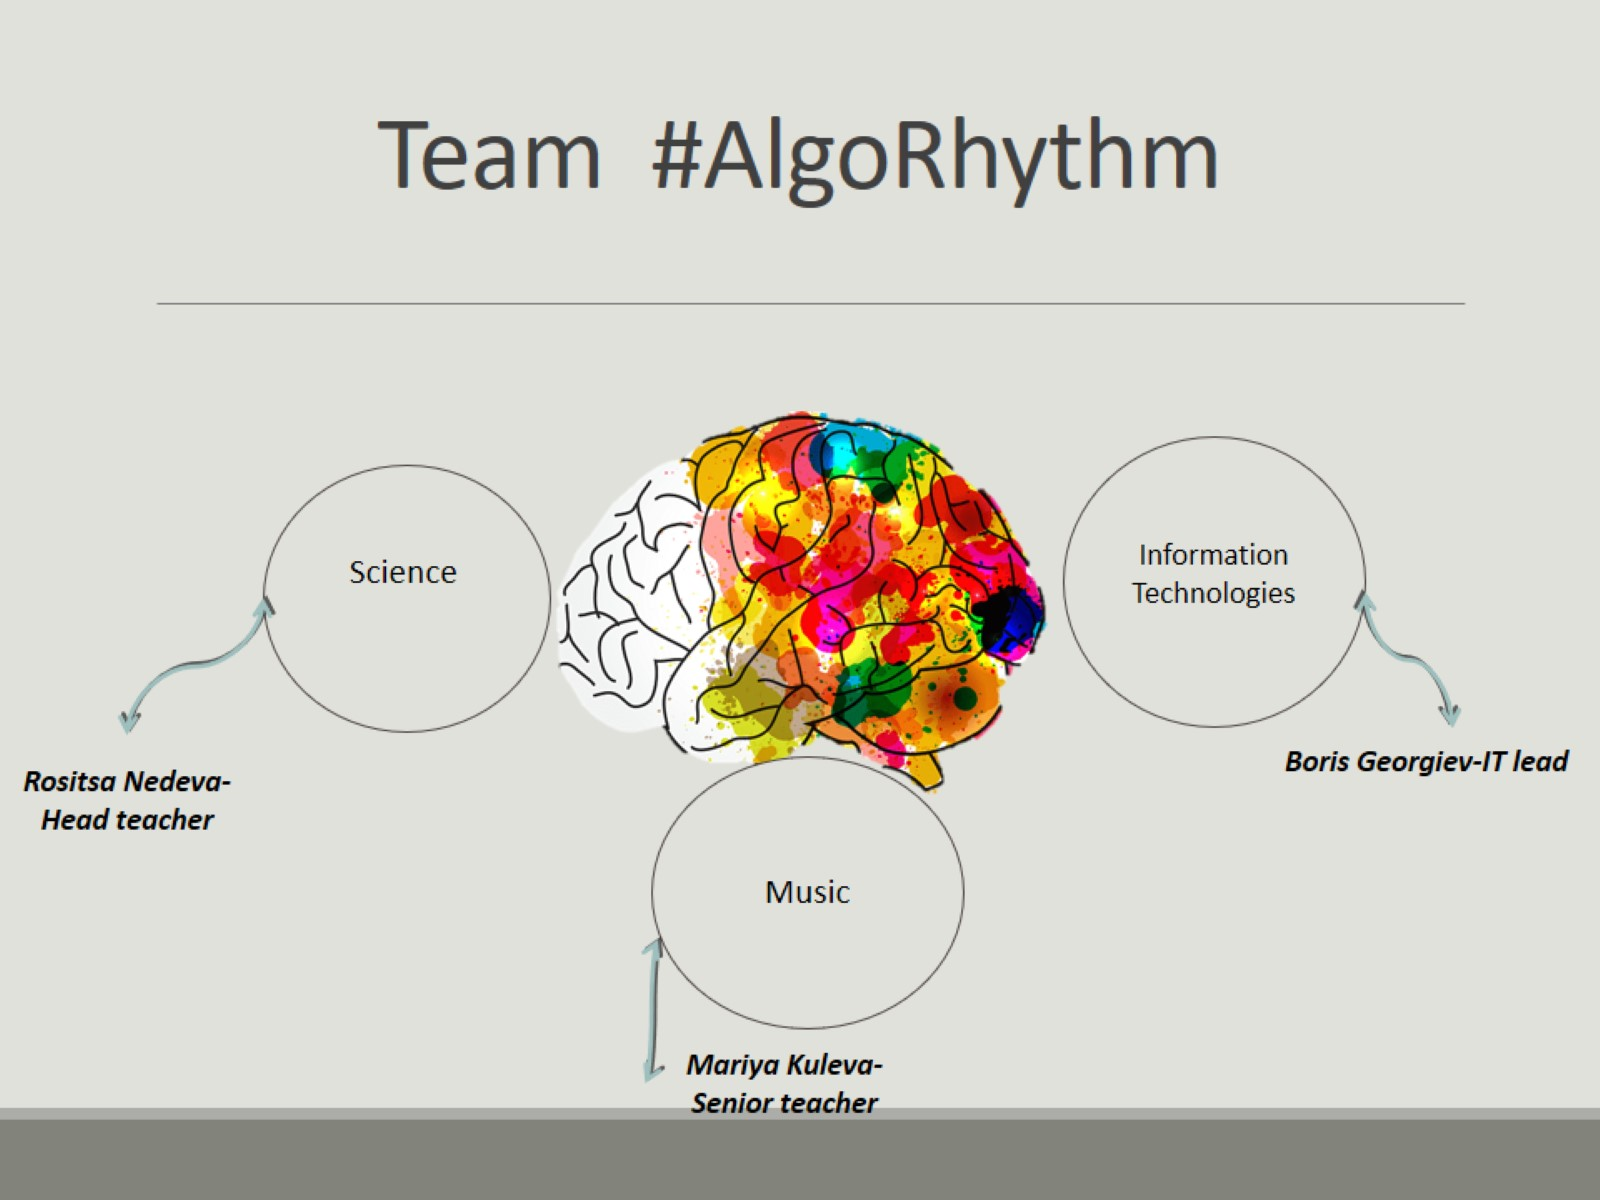 Team #AlgoRhythm
Science
Information
Technologies
Rositsa Nedeva-
Head teacher
Boris Georgiev-IT lead
Music
Mariya Kuleva-
Senior teacher